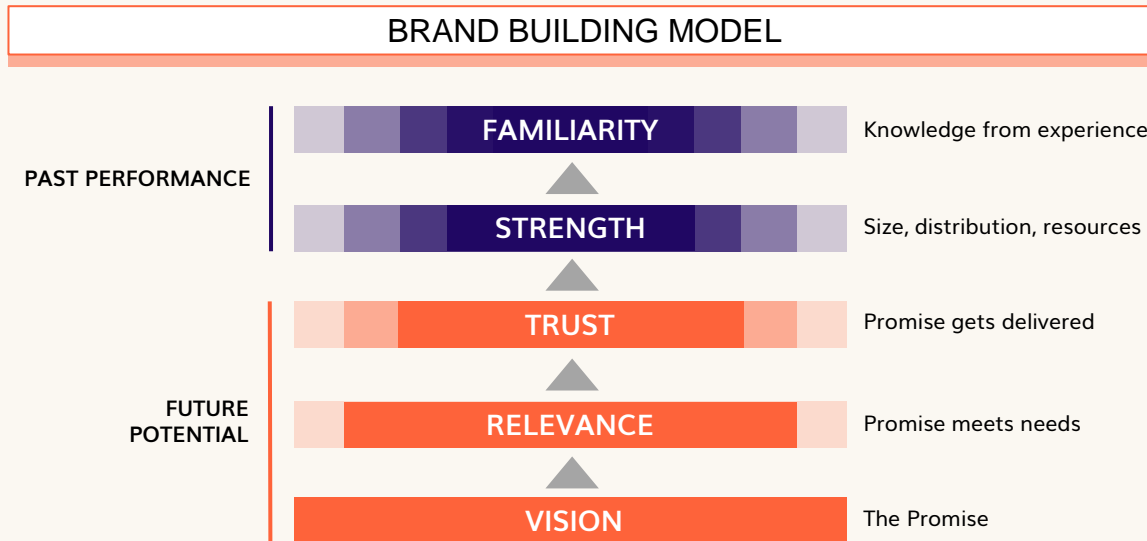 BRAND BUILDING MODEL
FAMILIARITY
Knowledge from experience
PAST PERFORMANCE
STRENGTH
Size, distribution, resources
TRUST
Promise gets delivered
FUTURE
POTENTIAL
RELEVANCE
Promise meets needs
VISION
The Promise